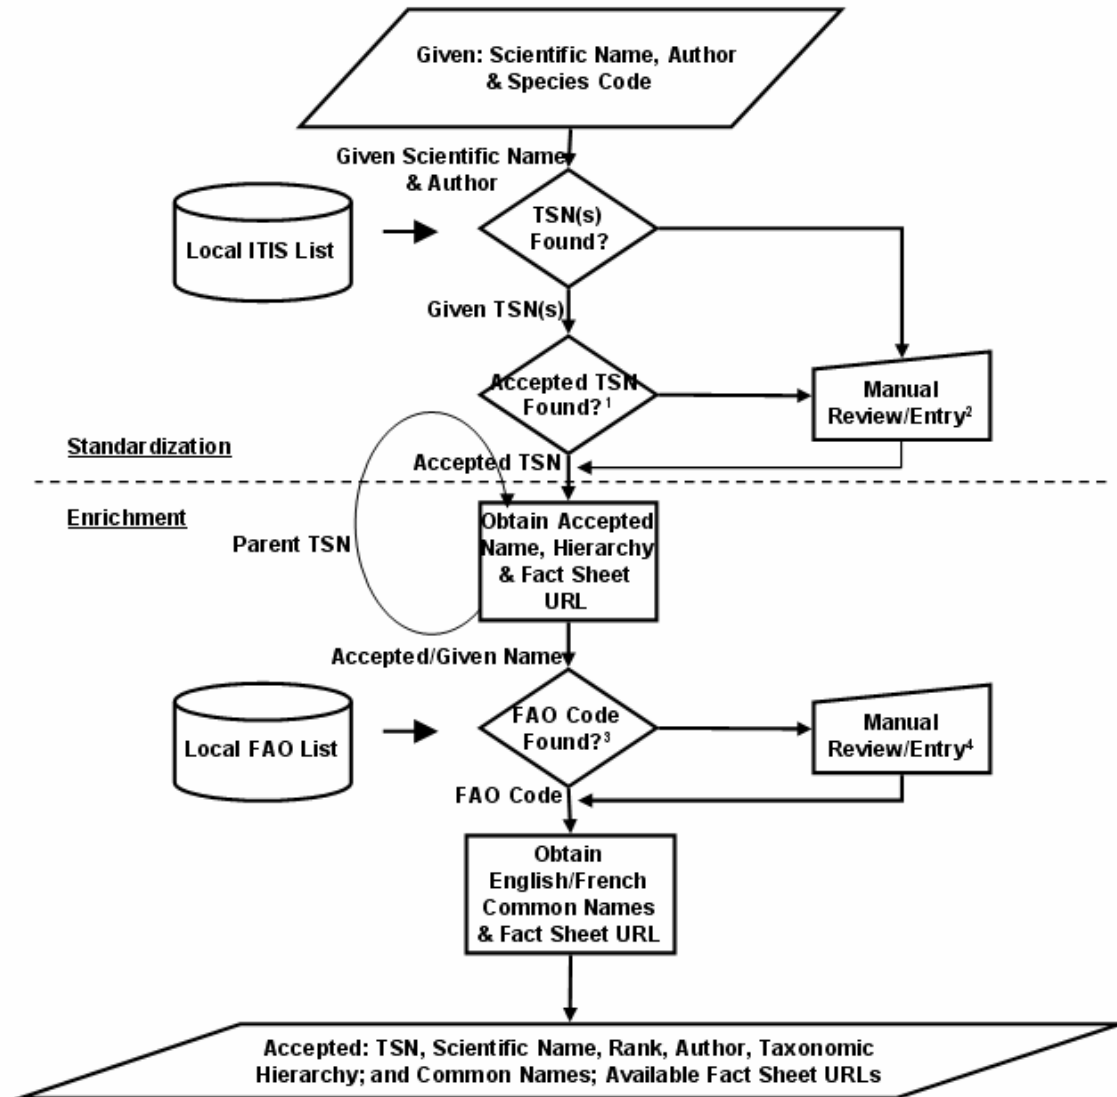 Given: Scientific Name, Author
& Species Code
Given Scientific Name
& Author
TSN(s)
Found?
Local ITIS List
Given TSN(s)
Accepted TSN
Found?¹
Manual
Review/Entry²
Standardization
Accepted TSN
Enrichment
Parent TSN
Obtain Accepted
Name, Hierarchy
& Fact Sheet
URL
Accepted/Given Name
FAO Code
Found?³
Local FAO List
Manual
Review/Entry⁴
FAO Code
Obtain
English/French
Common Names
& Fact Sheet URL
Accepted: TSN, Scientific Name, Rank, Author, Taxonomic
Hierarchy; and Common Names; Available Fact Sheet URLs